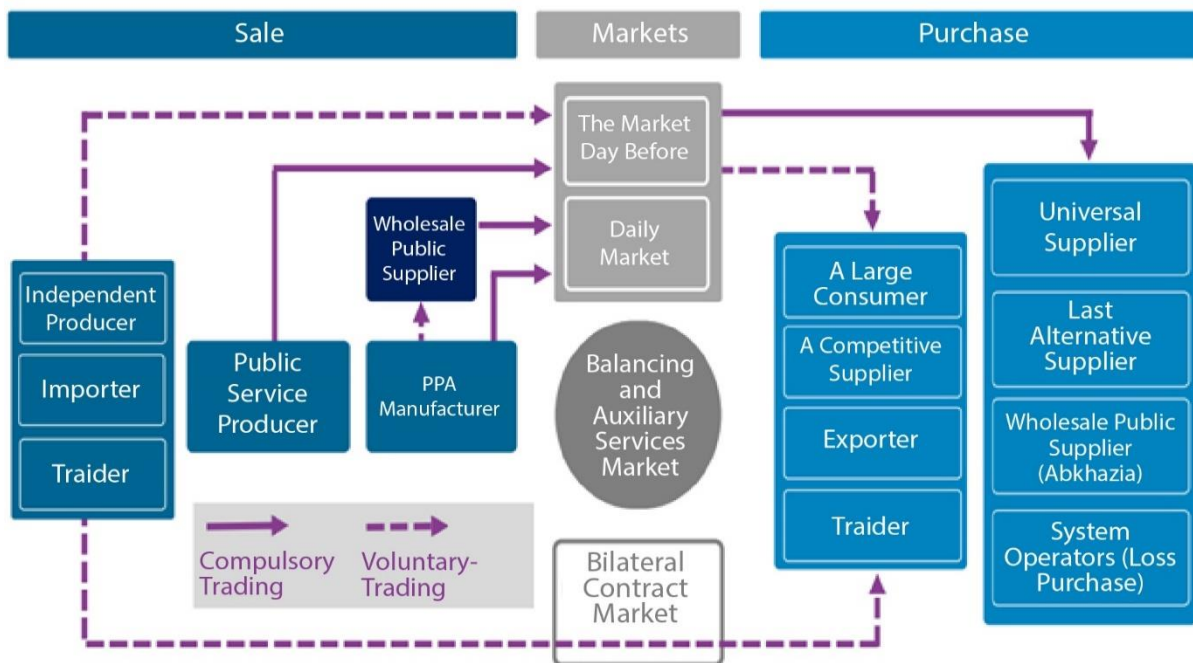 Sale
Markets
Purchase
The Market
Day Before
Daily
Market
Wholesale
Public
Supplier
Independent
Producer
Importer
Traider
Public
Service
Producer
PPA
Manufacturer
Balancing
and
Auxiliary
Services
Market
A Large
Consumer
A Competitive
Supplier
Exporter
Traider
Universal
Supplier
Last
Alternative
Supplier
Wholesale Public
Supplier
(Abkhazia)
System
Operators (Loss
Purchase)
Compulsory
Trading
Voluntary-
Trading
Bilateral
Contract
Market